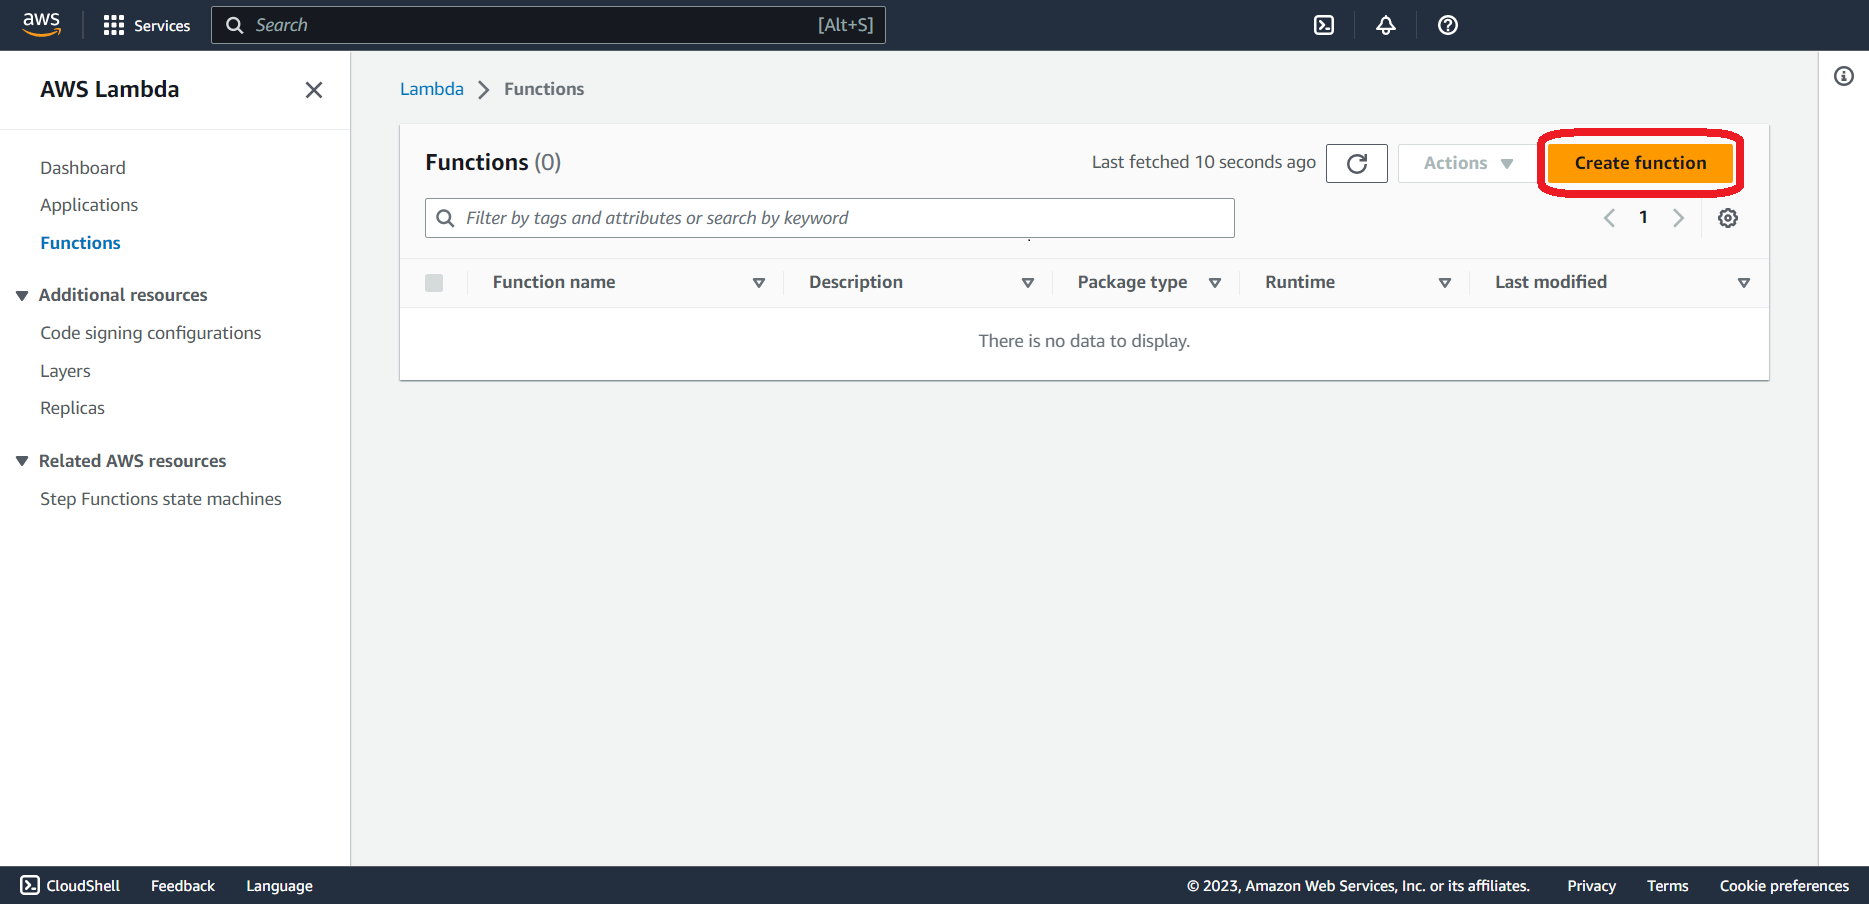 aws Services Search [Alt+S]
AWS Lambda
Dashboard
Applications
Functions
Additional resources
Code signing configurations
Layers
Replicas
Related AWS resources
Step Functions state machines
Lambda Functions
Functions (0) Last fetched 10 seconds ago Actions Create function
Filter by tags and attributes or search by keyword 1
Function name Description Package type Runtime Last modified
There is no data to display.
CloudShell Feedback Language © 2023, Amazon Web Services, Inc. or its affiliates. Privacy Terms Cookie preferences